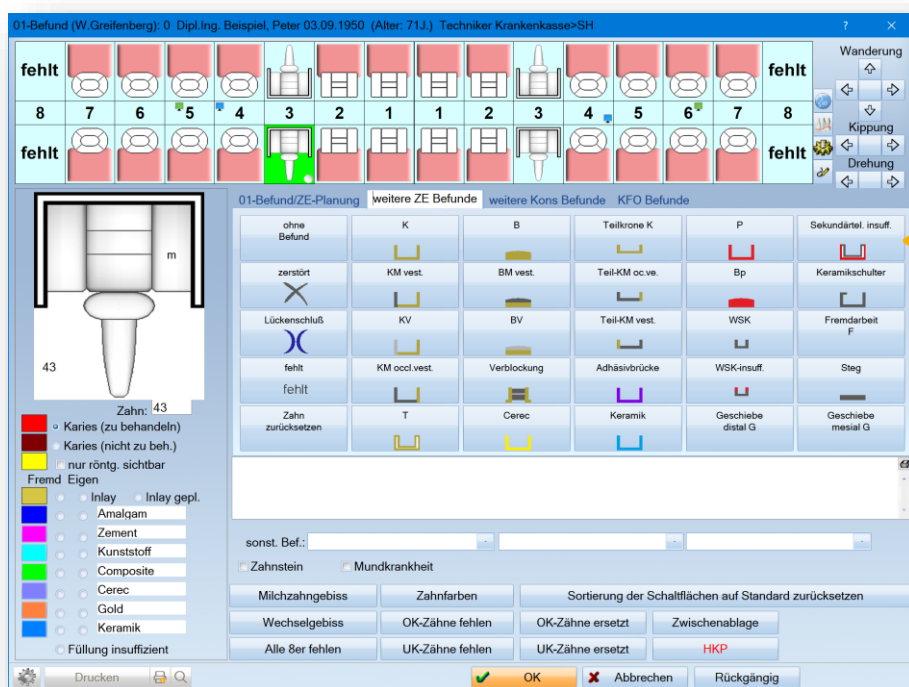 01-Befund (W.Greifenberg): 0 Dipl.Ing. Beispiel, Peter 03.09.1950 (Alter: 71J.) Techniker Krankenkasse>SH ? ×
fehlt fehlt
8 7 6 5 4 3 2 1 1 2 3 4 5 6 7 8
fehlt fehlt
Wanderung
Kippung
Drehung
m
43
Zahn: 43
Karies (zu behandeln)
Karies (nicht zu beh.)
nur röntg. sichtbar
Fremd Eigen
Inlay Inlay gepl.
Amalgam
Zement
Kunststoff
Composite
Cerec
Gold
Keramik
Füllung insuffizient
01-Befund/ZE-Planung weitere ZE Befunde weitere Kons Befunde KFO Befunde
ohne Befund K B Teilkrone K P Sekundärtel. insuff.
zerstört KM vest. BM vest. Teil-KM oc.ve. Bp Keramikschulter
Lückenschluß KV BV Teil-KM vest. WSK Fremdarbeit F
fehlt KM occl.vest. Verblockung Adhäsivbrücke WSK-insuff. Steg
fehlt
Zahn zurücksetzen T Cerec Keramik Geschiebe distal G Geschiebe mesial G
sonst. Bef.:
Zahnstein Mundkrankheit
Milchzahngebiss Zahnfarben Sortierung der Schaltflächen auf Standard zurücksetzen
Wechselgebiss OK-Zähne fehlen OK-Zähne ersetzt Zwischenablage
Alle 8er fehlen UK-Zähne fehlen UK-Zähne ersetzt HKP
Drucken OK Abbrechen Rückgängig